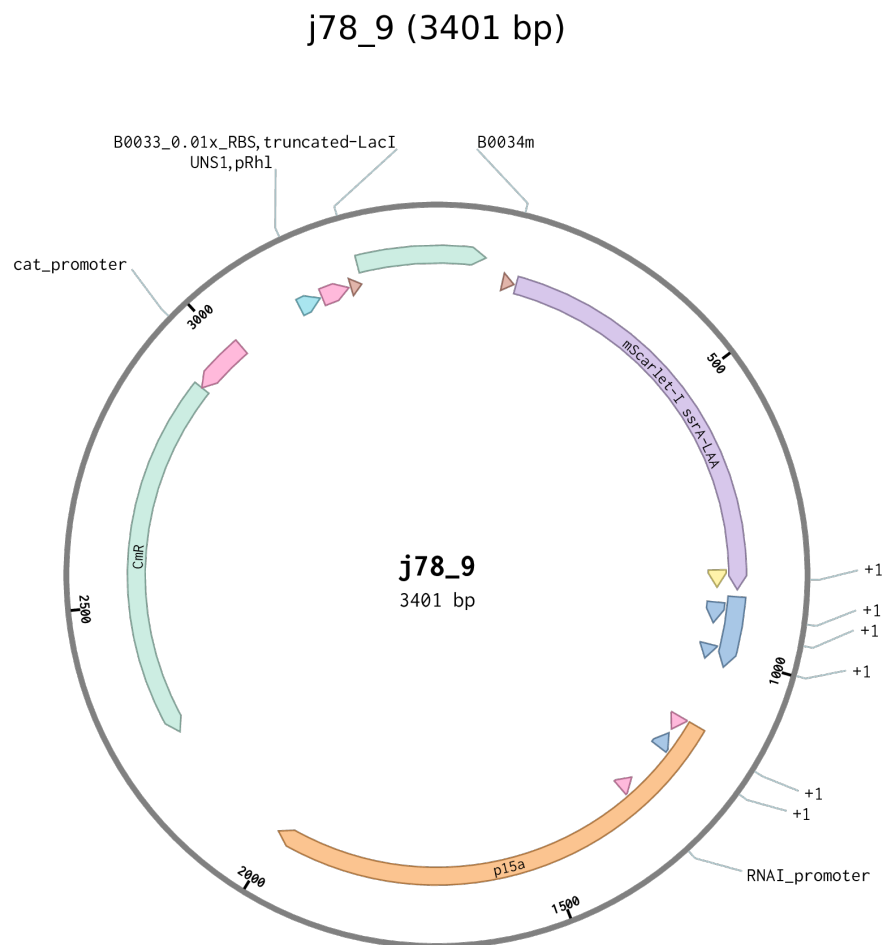 j78_9 (3401 bp)
B0033_0.01x_RBS,truncated-LacI
B0034m
UNS1,pRhl
cat_promoter
3000
500
mScarlet-I ssrA-LAA
CmR
j78_9
3401 bp
+1
2500
+1
+1
1000
+1
+1
+1
p15a
RNAI_promoter
2000
1500